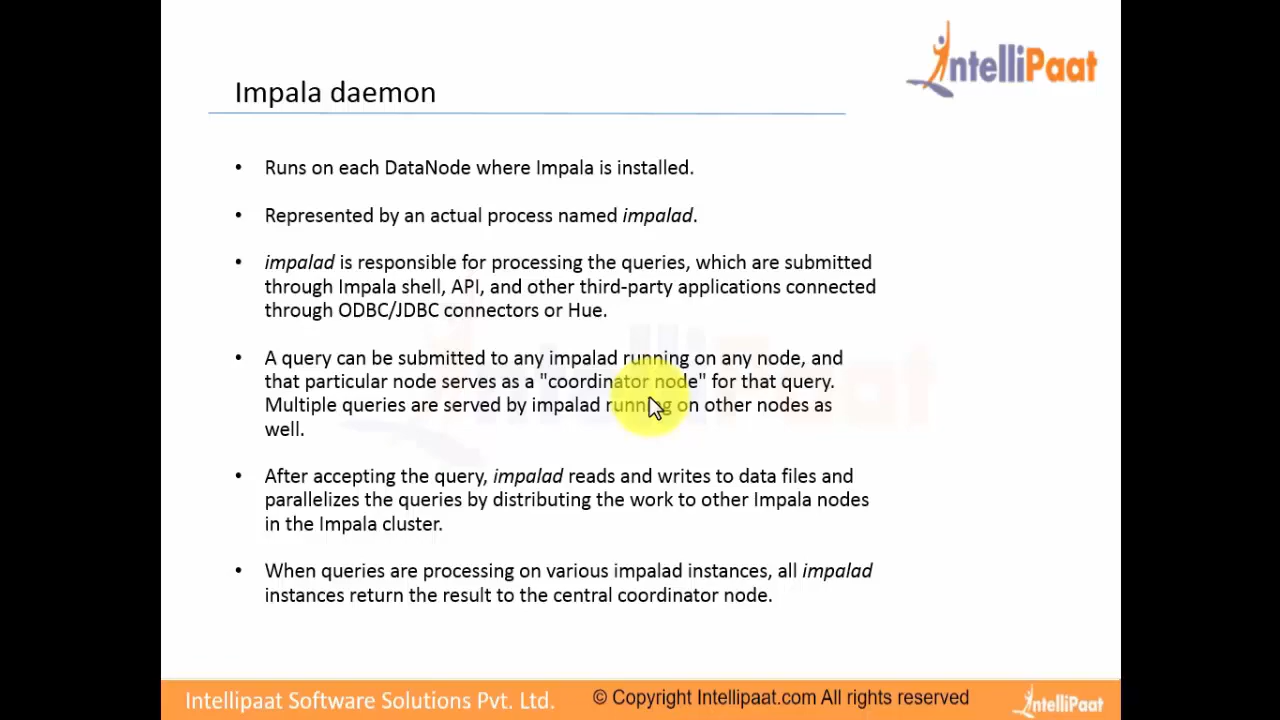 IntelliPaat
Impala daemon
• Runs on each DataNode where Impala is installed.
• Represented by an actual process named impalad.
• impalad is responsible for processing the queries, which are submitted
through Impala shell, API, and other third-party applications connected
through ODBC/JDBC connectors or Hue.
• A query can be submitted to any impalad running on any node, and
that particular node serves as a "coordinator node" for that query.
Multiple queries are served by impalad running on other nodes as
well.
• After accepting the query, impalad reads and writes to data files and
parallelizes the queries by distributing the work to other Impala nodes
in the Impala cluster.
• When queries are processing on various impalad instances, all impalad
instances return the result to the central coordinator node.
Intellipaat Software Solutions Pvt. Ltd. © Copyright Intellipaat.com All rights reserved IntelliPaat